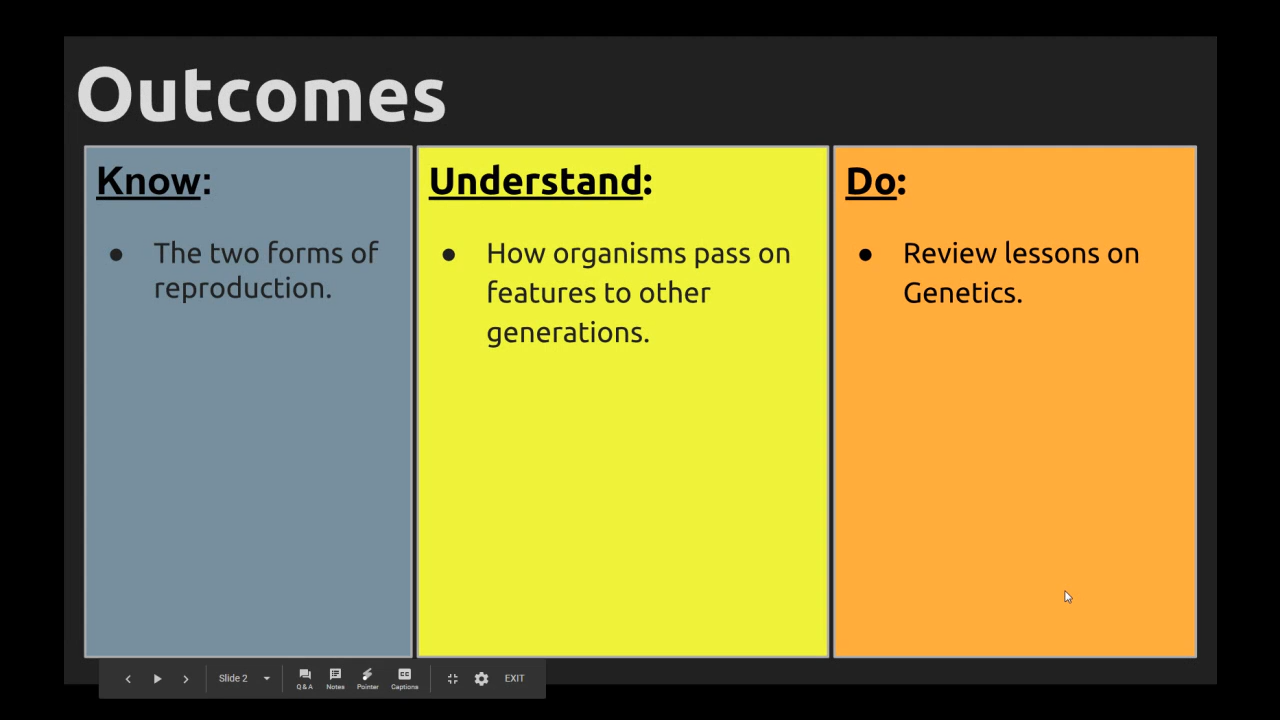 Outcomes
Know:
● The two forms of
reproduction.
Understand:
● How organisms pass on
features to other
generations.
Do:
● Review lessons on
Genetics.
Slide 2
Q & A
Notes
Pointer
CC
Captions
EXIT